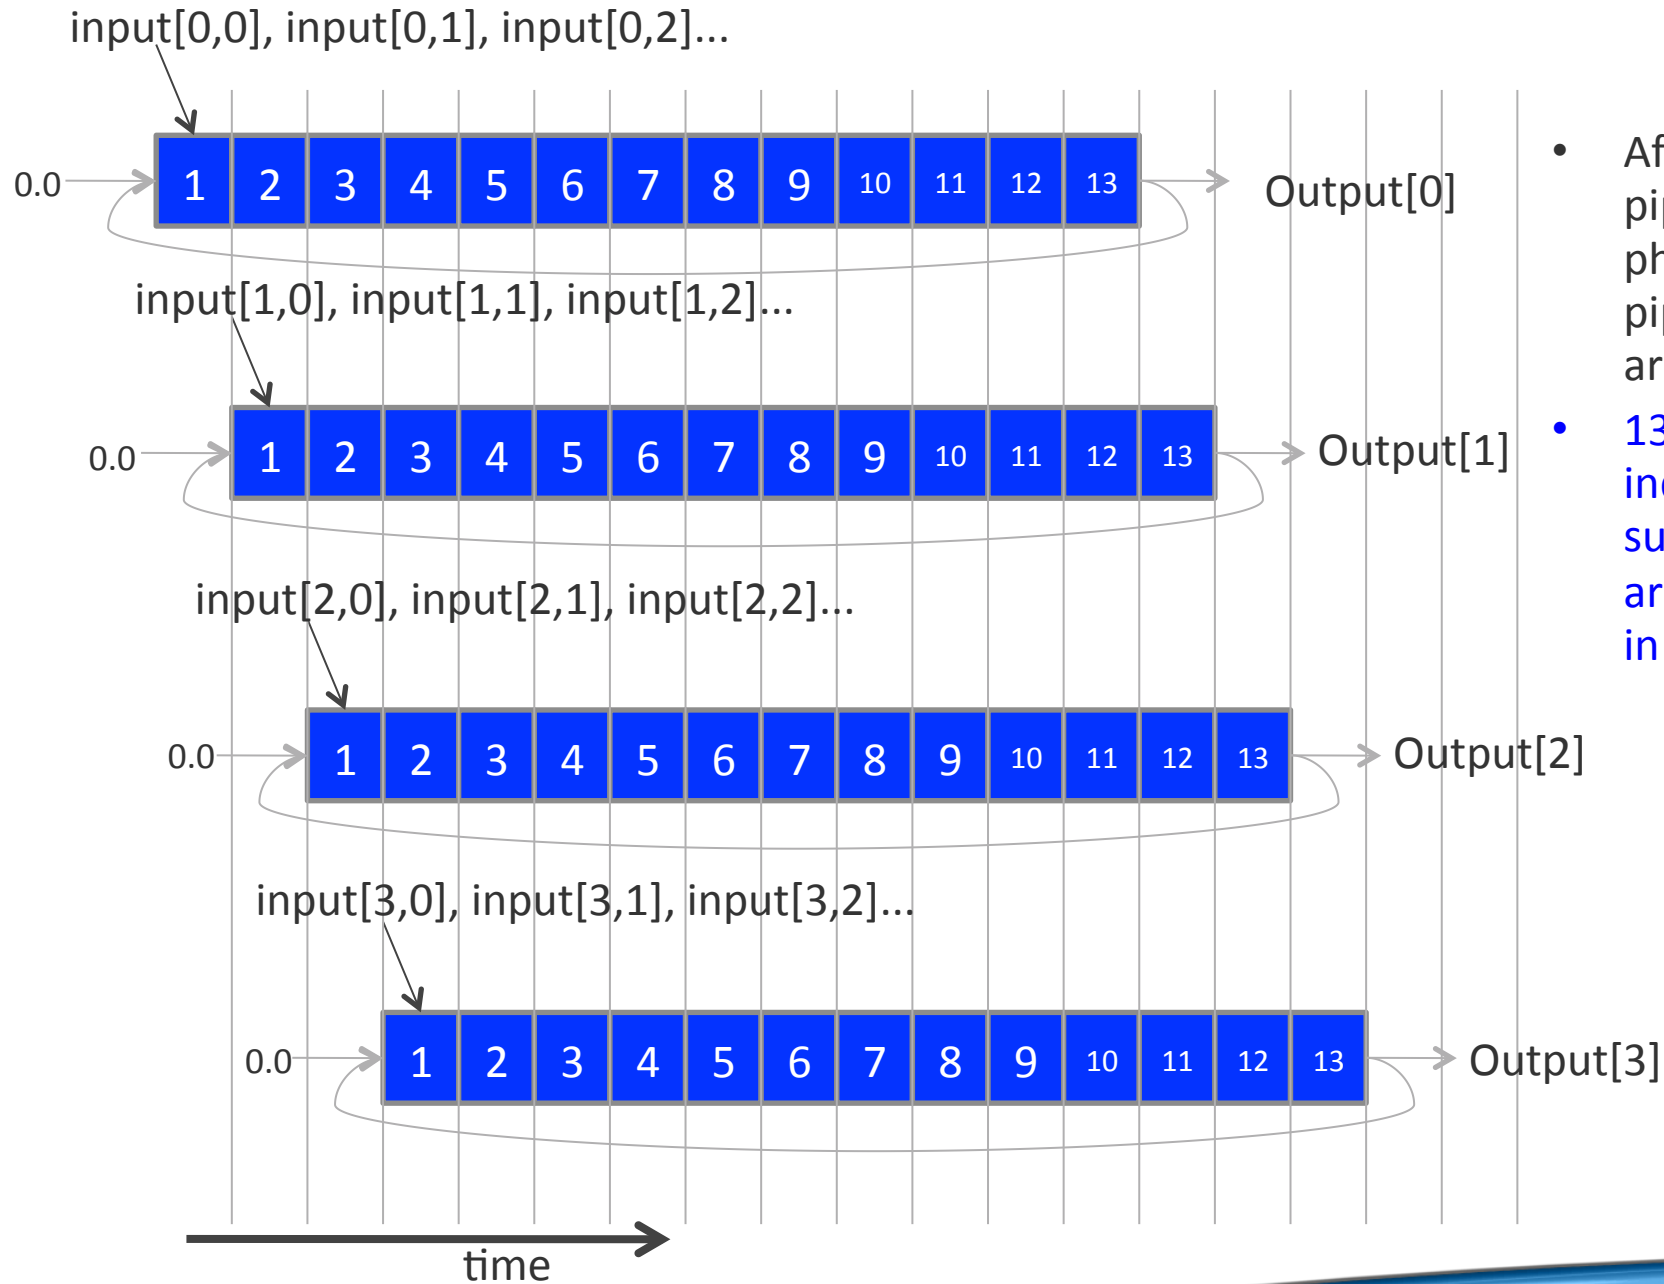 input[0,0], input[0,1], input[0,2]...
0.0 1 2 3 4 5 6 7 8 9 10 11 12 13 Output[0]
input[1,0], input[1,1], input[1,2]...
0.0 1 2 3 4 5 6 7 8 9 10 11 12 13 Output[1]
input[2,0], input[2,1], input[2,2]...
0.0 1 2 3 4 5 6 7 8 9 10 11 12 13 Output[2]
input[3,0], input[3,1], input[3,2]...
0.0 1 2 3 4 5 6 7 8 9 10 11 12 13 Output[3]
time
• 
• 13
in